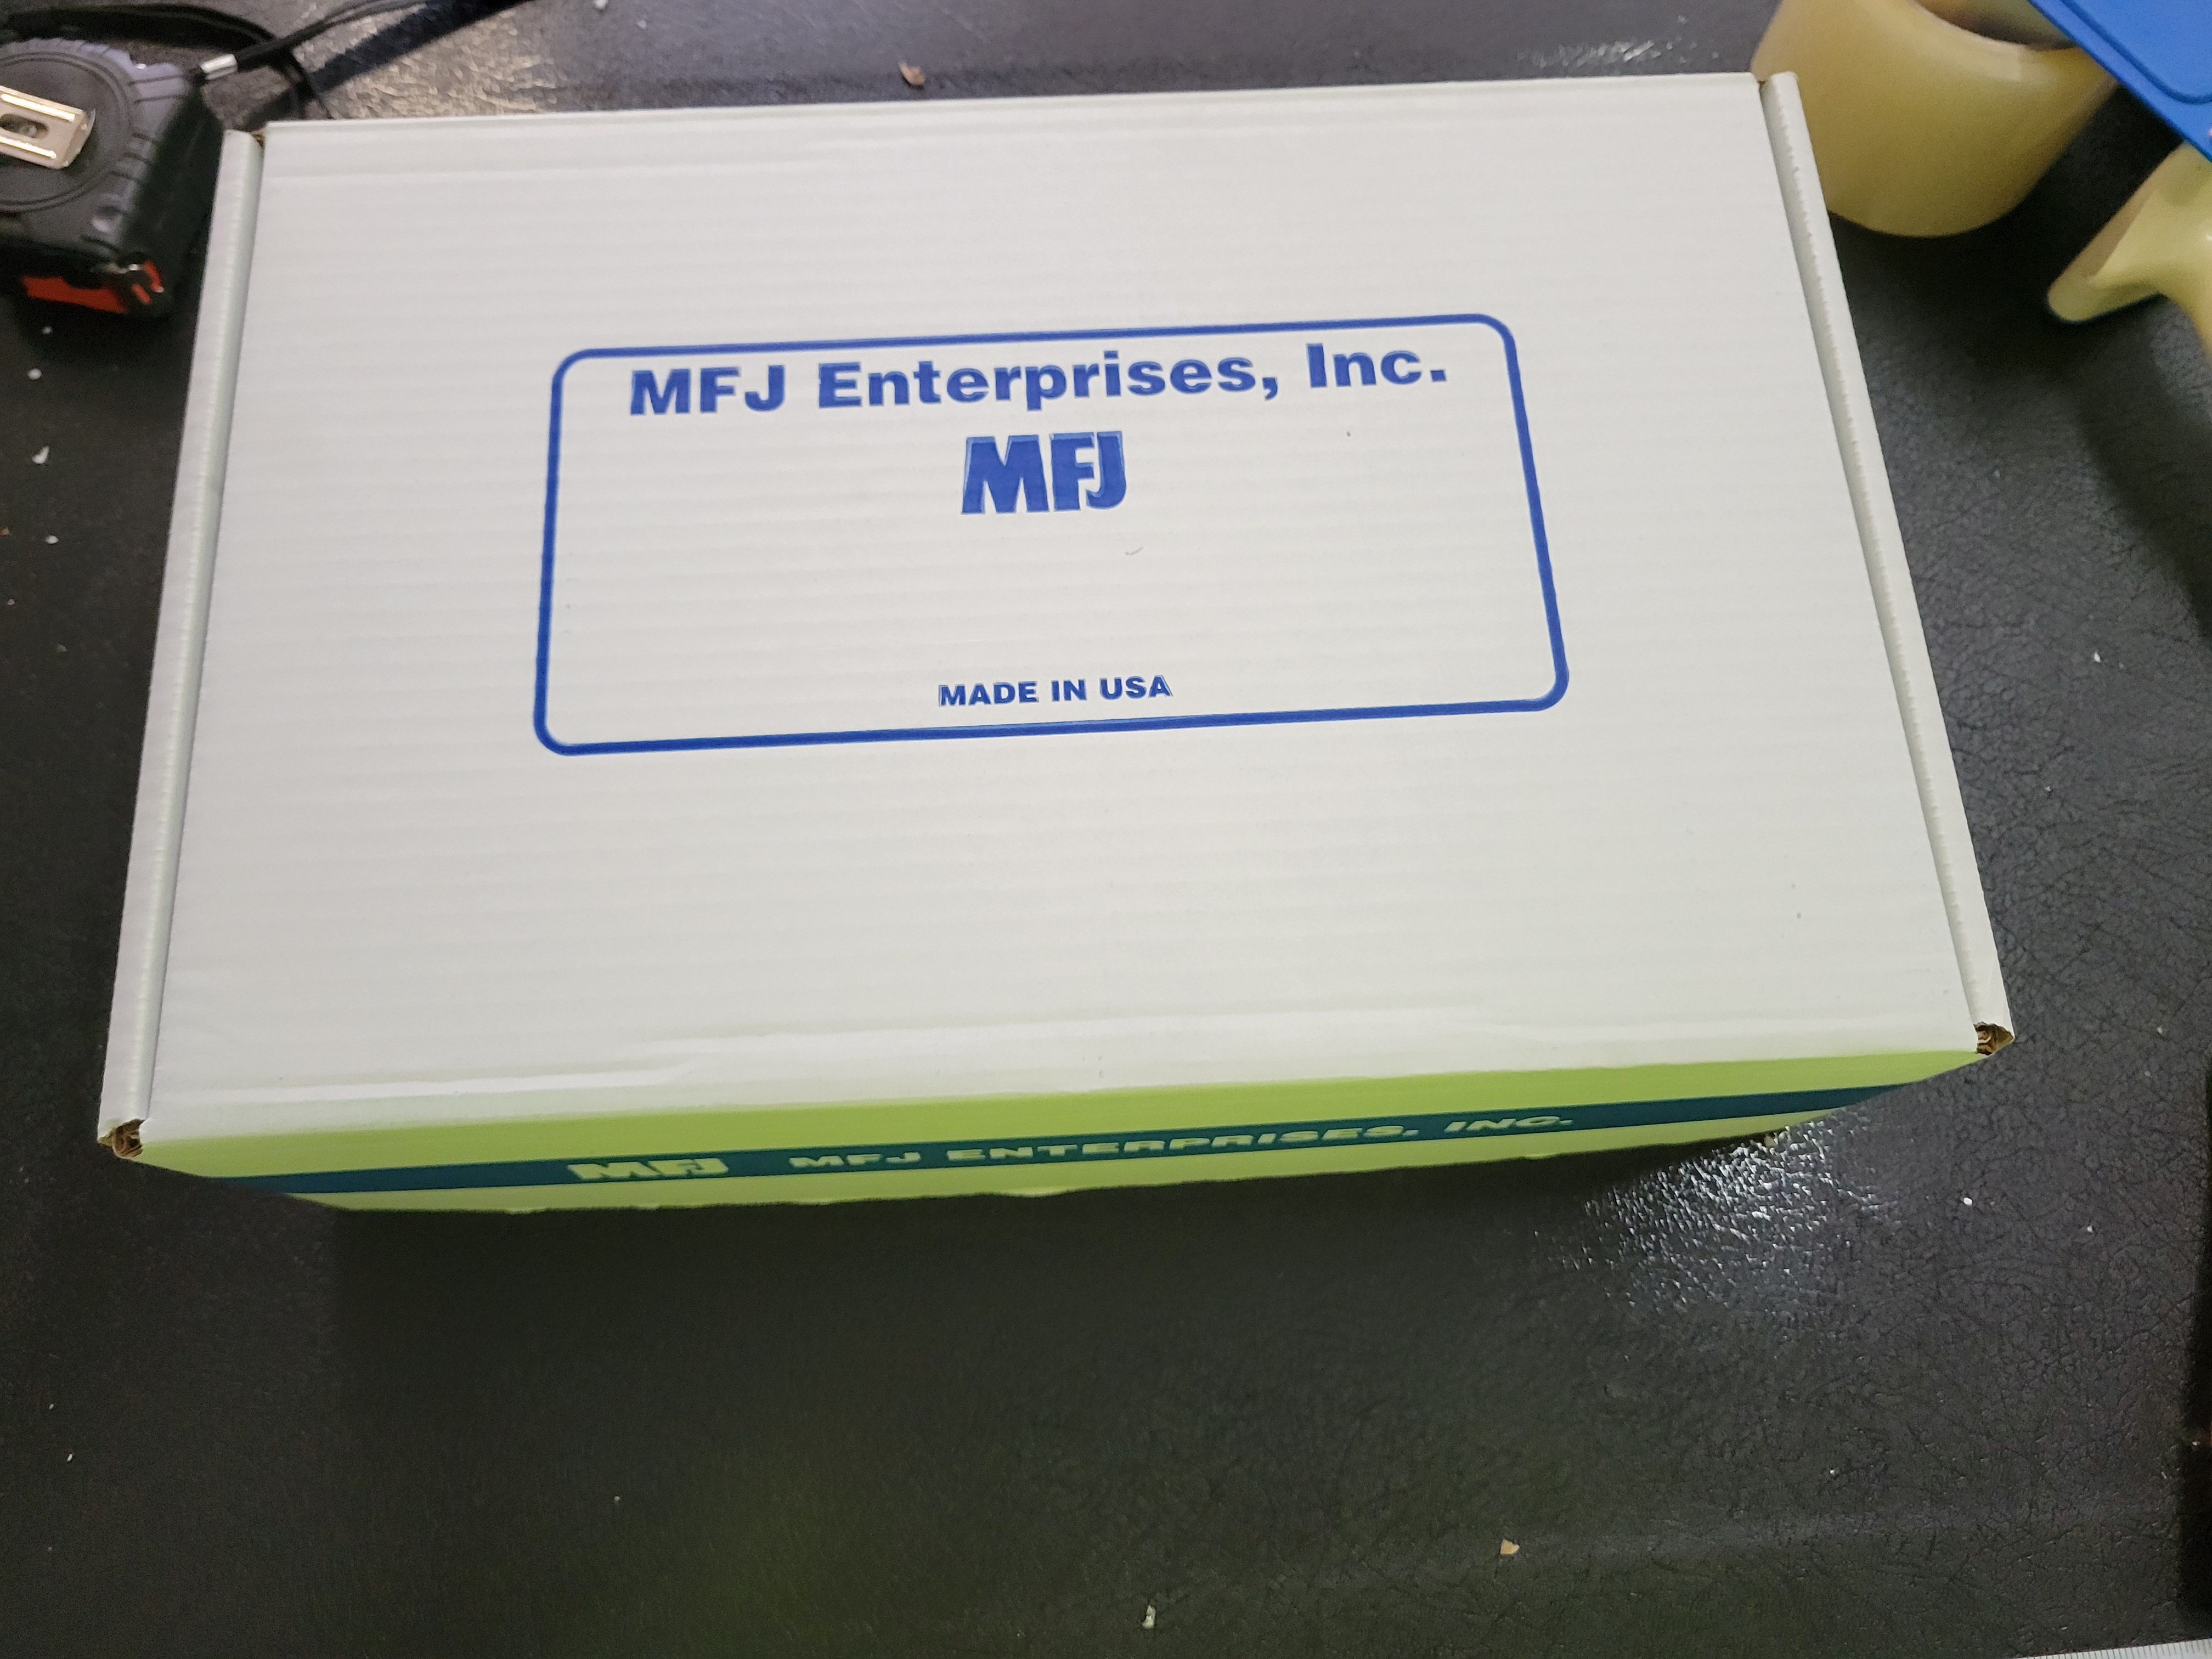 MFJ Enterprises, Inc.
MFJ
MADE IN USA
MFJ MFJ ENTERPRISES, INC.